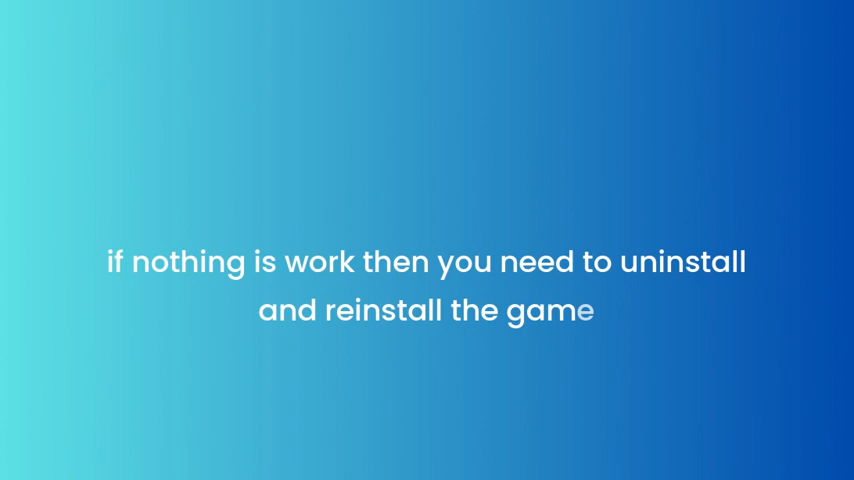 if nothing is work then you need to uninstall
and reinstall the game